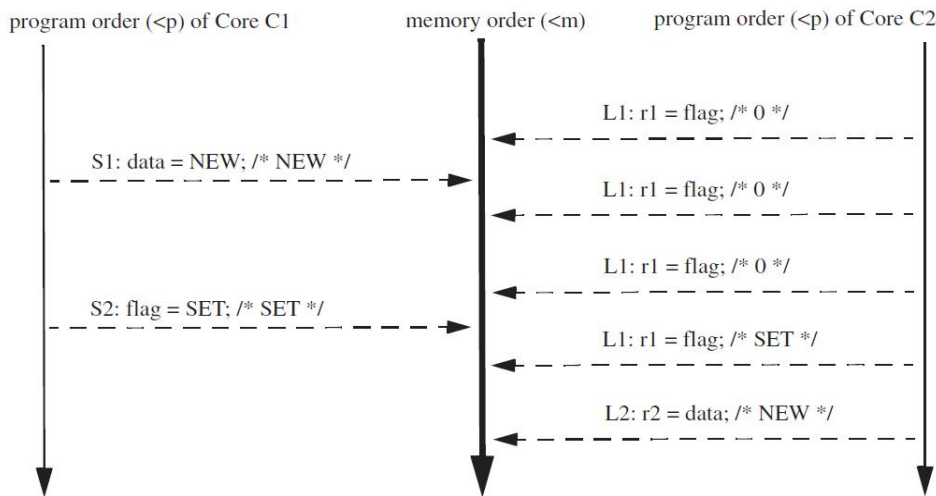 program order (<p) of Core C1
memory order (<m)
program order (<p) of Core C2
L1: r1 = flag; /* 0 */
S1: data = NEW; /* NEW */
L1: r1 = flag; /* 0 */
L1: r1 = flag; /* 0 */
S2: flag = SET; /* SET */
L1: r1 = flag; /* SET */
L2: r2 = data; /* NEW */